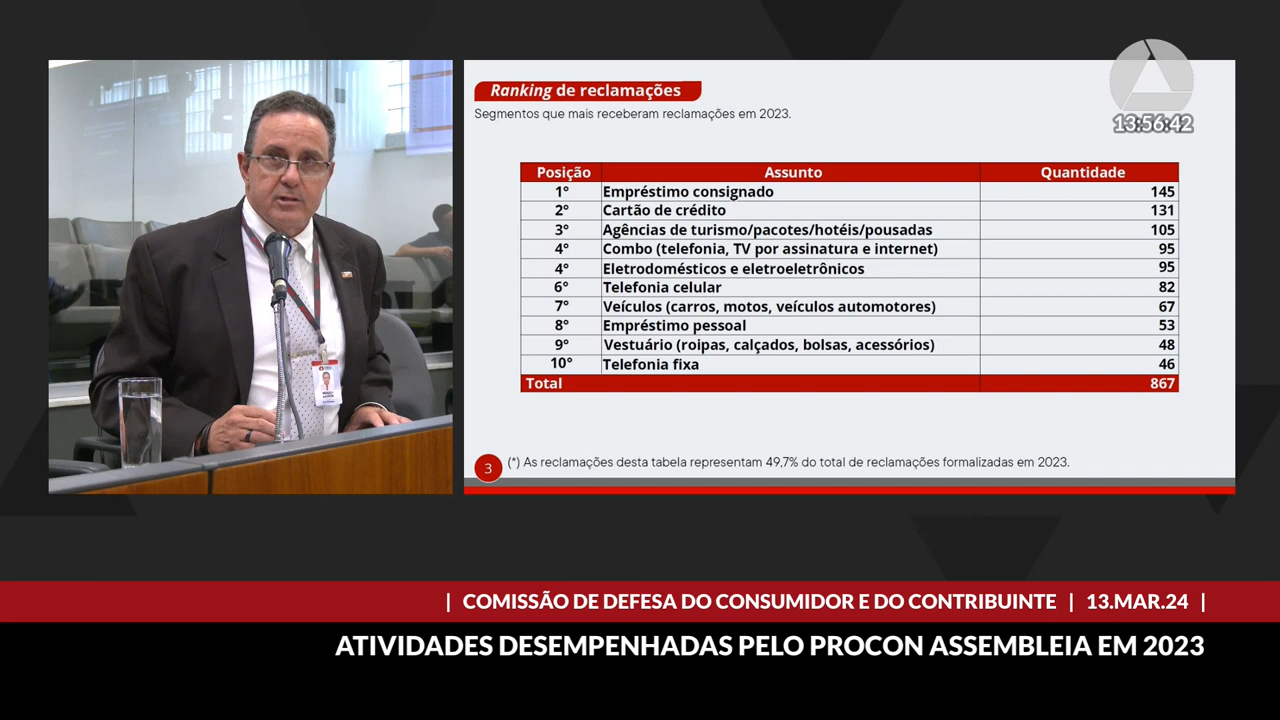 Ranking de reclamações
Segmentos que mais receberam reclamações em 2023.
13:56:42
Posição Assunto Quantidade
1° Empréstimo consignado 145
2° Cartão de crédito 131
3° Agências de turismo/pacotes/hotéis/pousadas 105
4° Combo (telefonia, TV por assinatura e internet) 95
4° Eletrodomésticos e eletroeletrônicos 95
6° Telefonia celular 82
7° Veículos (carros, motos, veículos automotores) 67
8° Empréstimo pessoal 53
9° Vestuário (roipas, calçados, bolsas, acessórios) 48
10° Telefonia fixa 46
Total 867
3 (*) As reclamações desta tabela representam 49,7% do total de reclamações formalizadas em 2023.
| COMISSÃO DE DEFESA DO CONSUMIDOR E DO CONTRIBUINTE | 13.MAR.24 |
ATIVIDADES DESEMPENHADAS PELO PROCON ASSEMBLEIA EM 2023